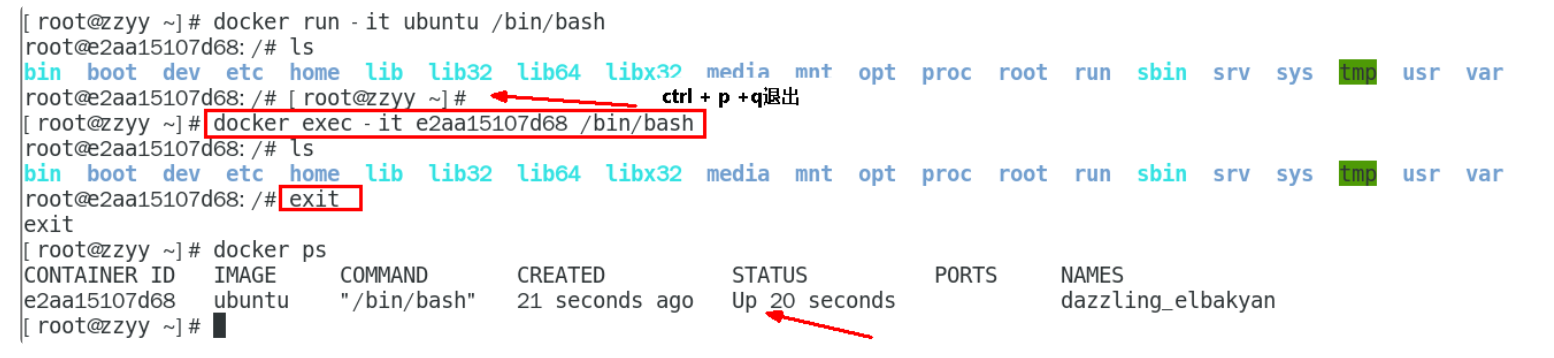 [root@zzyy ~]# docker run -it ubuntu /bin/bash
root@e2aa15107d68:/# ls
bin boot dev etc home lib lib32 lib64 libx32 media mnt opt proc root run sbin srv sys tmp usr var
root@e2aa15107d68:/# [root@zzyy ~]# ctrl + p +q退出
[root@zzyy ~]# docker exec -it e2aa15107d68 /bin/bash
root@e2aa15107d68:/# ls
bin boot dev etc home lib lib32 lib64 libx32 media mnt opt proc root run sbin srv sys tmp usr var
root@e2aa15107d68:/# exit
exit
[root@zzyy ~]# docker ps
CONTAINER ID IMAGE COMMAND CREATED STATUS PORTS NAMES
e2aa15107d68 ubuntu "/bin/bash" 21 seconds ago Up 20 seconds dazzling_elbakyan
[root@zzyy ~]#